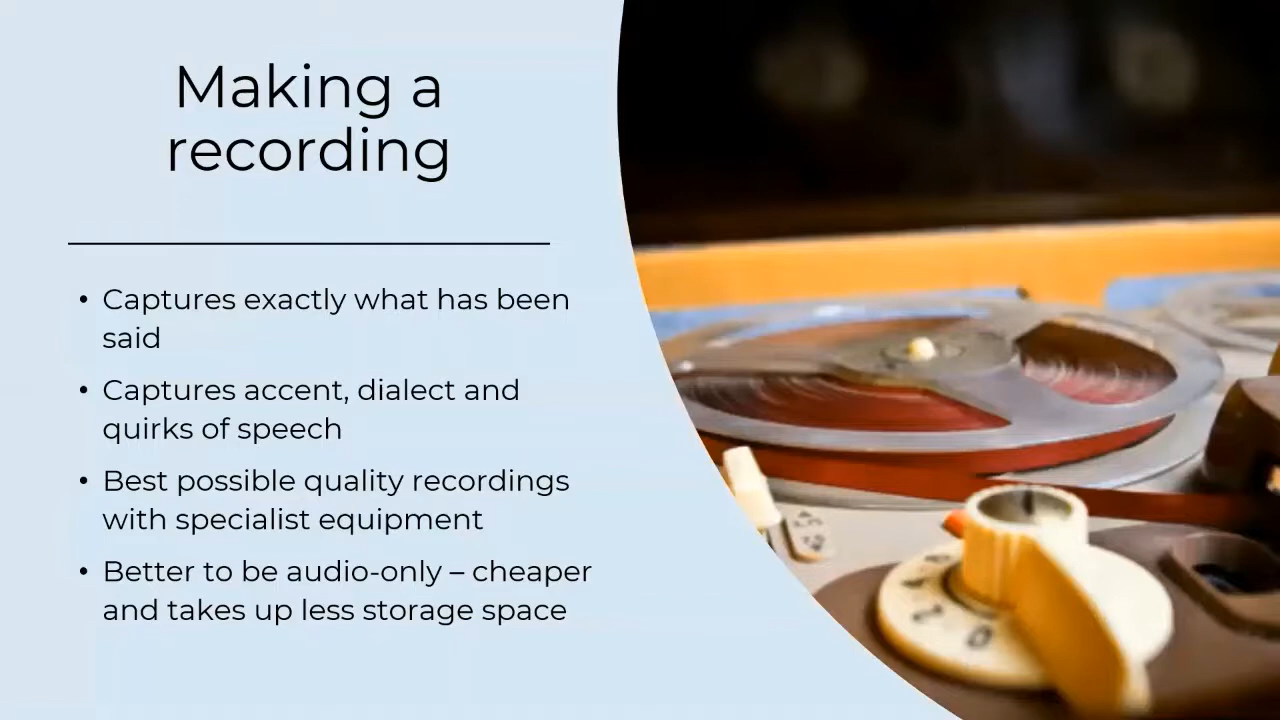 Making a
recording
• Captures exactly what has been
said
• Captures accent, dialect and
quirks of speech
• Best possible quality recordings
with specialist equipment
• Better to be audio-only – cheaper
and takes up less storage space